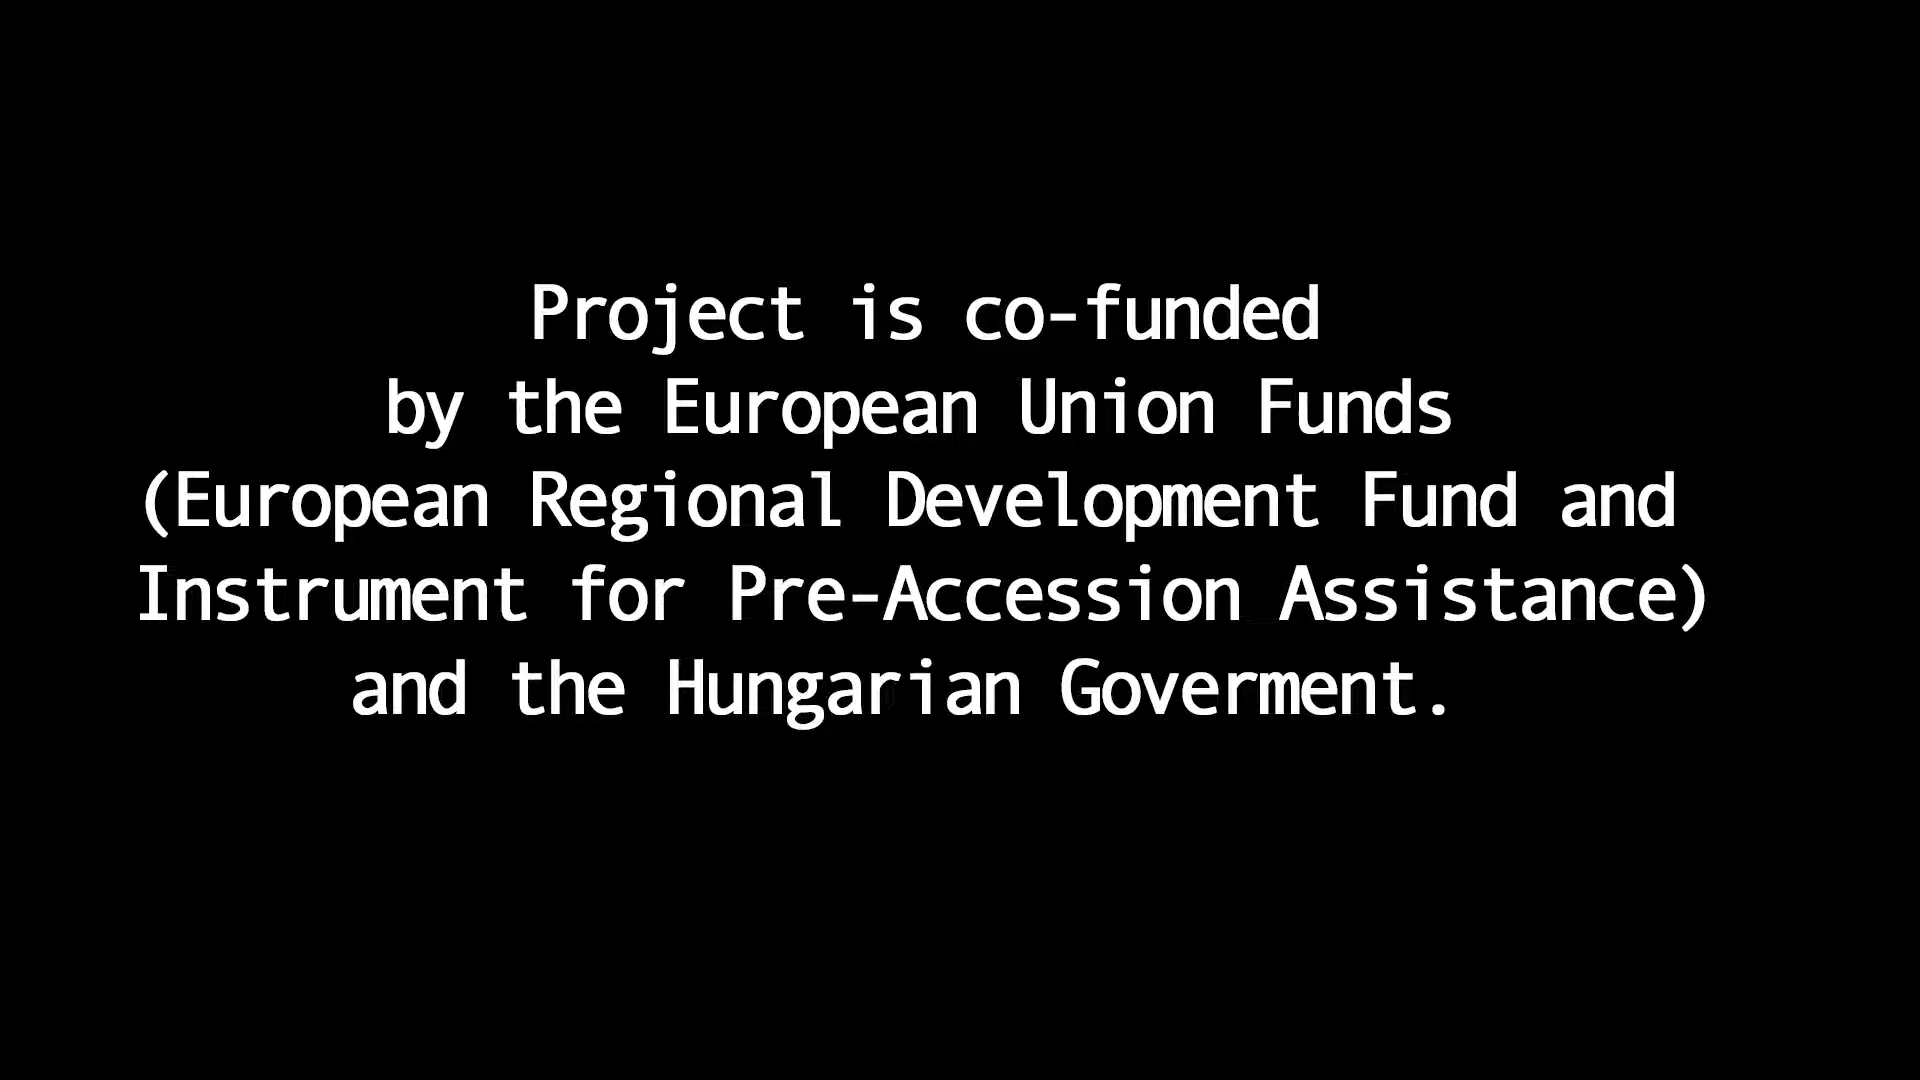 Project is co-funded
by the European Union Funds
(European Regional Development Fund and
Instrument for Pre-Accession Assistance)
and the Hungarian Goverment.